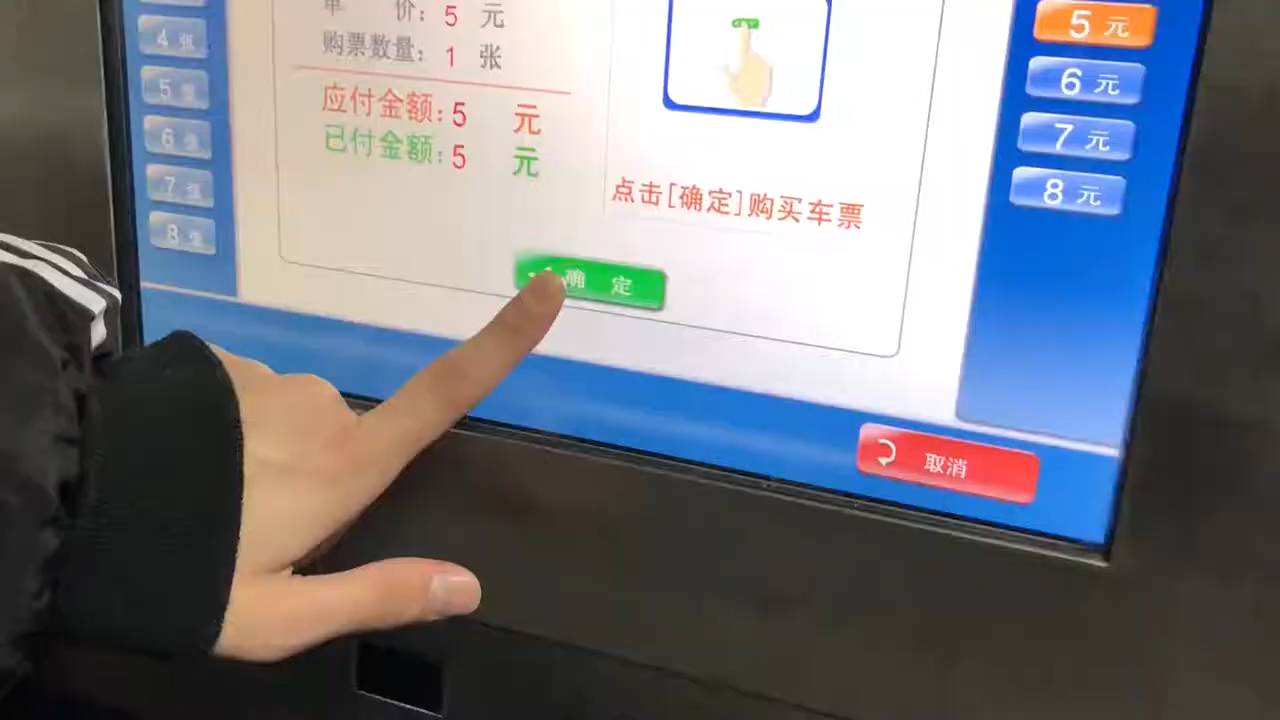 单 价: 5 元
购票数量: 1 张
应付金额: 5 元
已付金额: 5 元
点击[确定]购买车票
确 定
取消
4 张
5 张
6 张
7 张
8 张
5 元
6 元
7 元
8 元